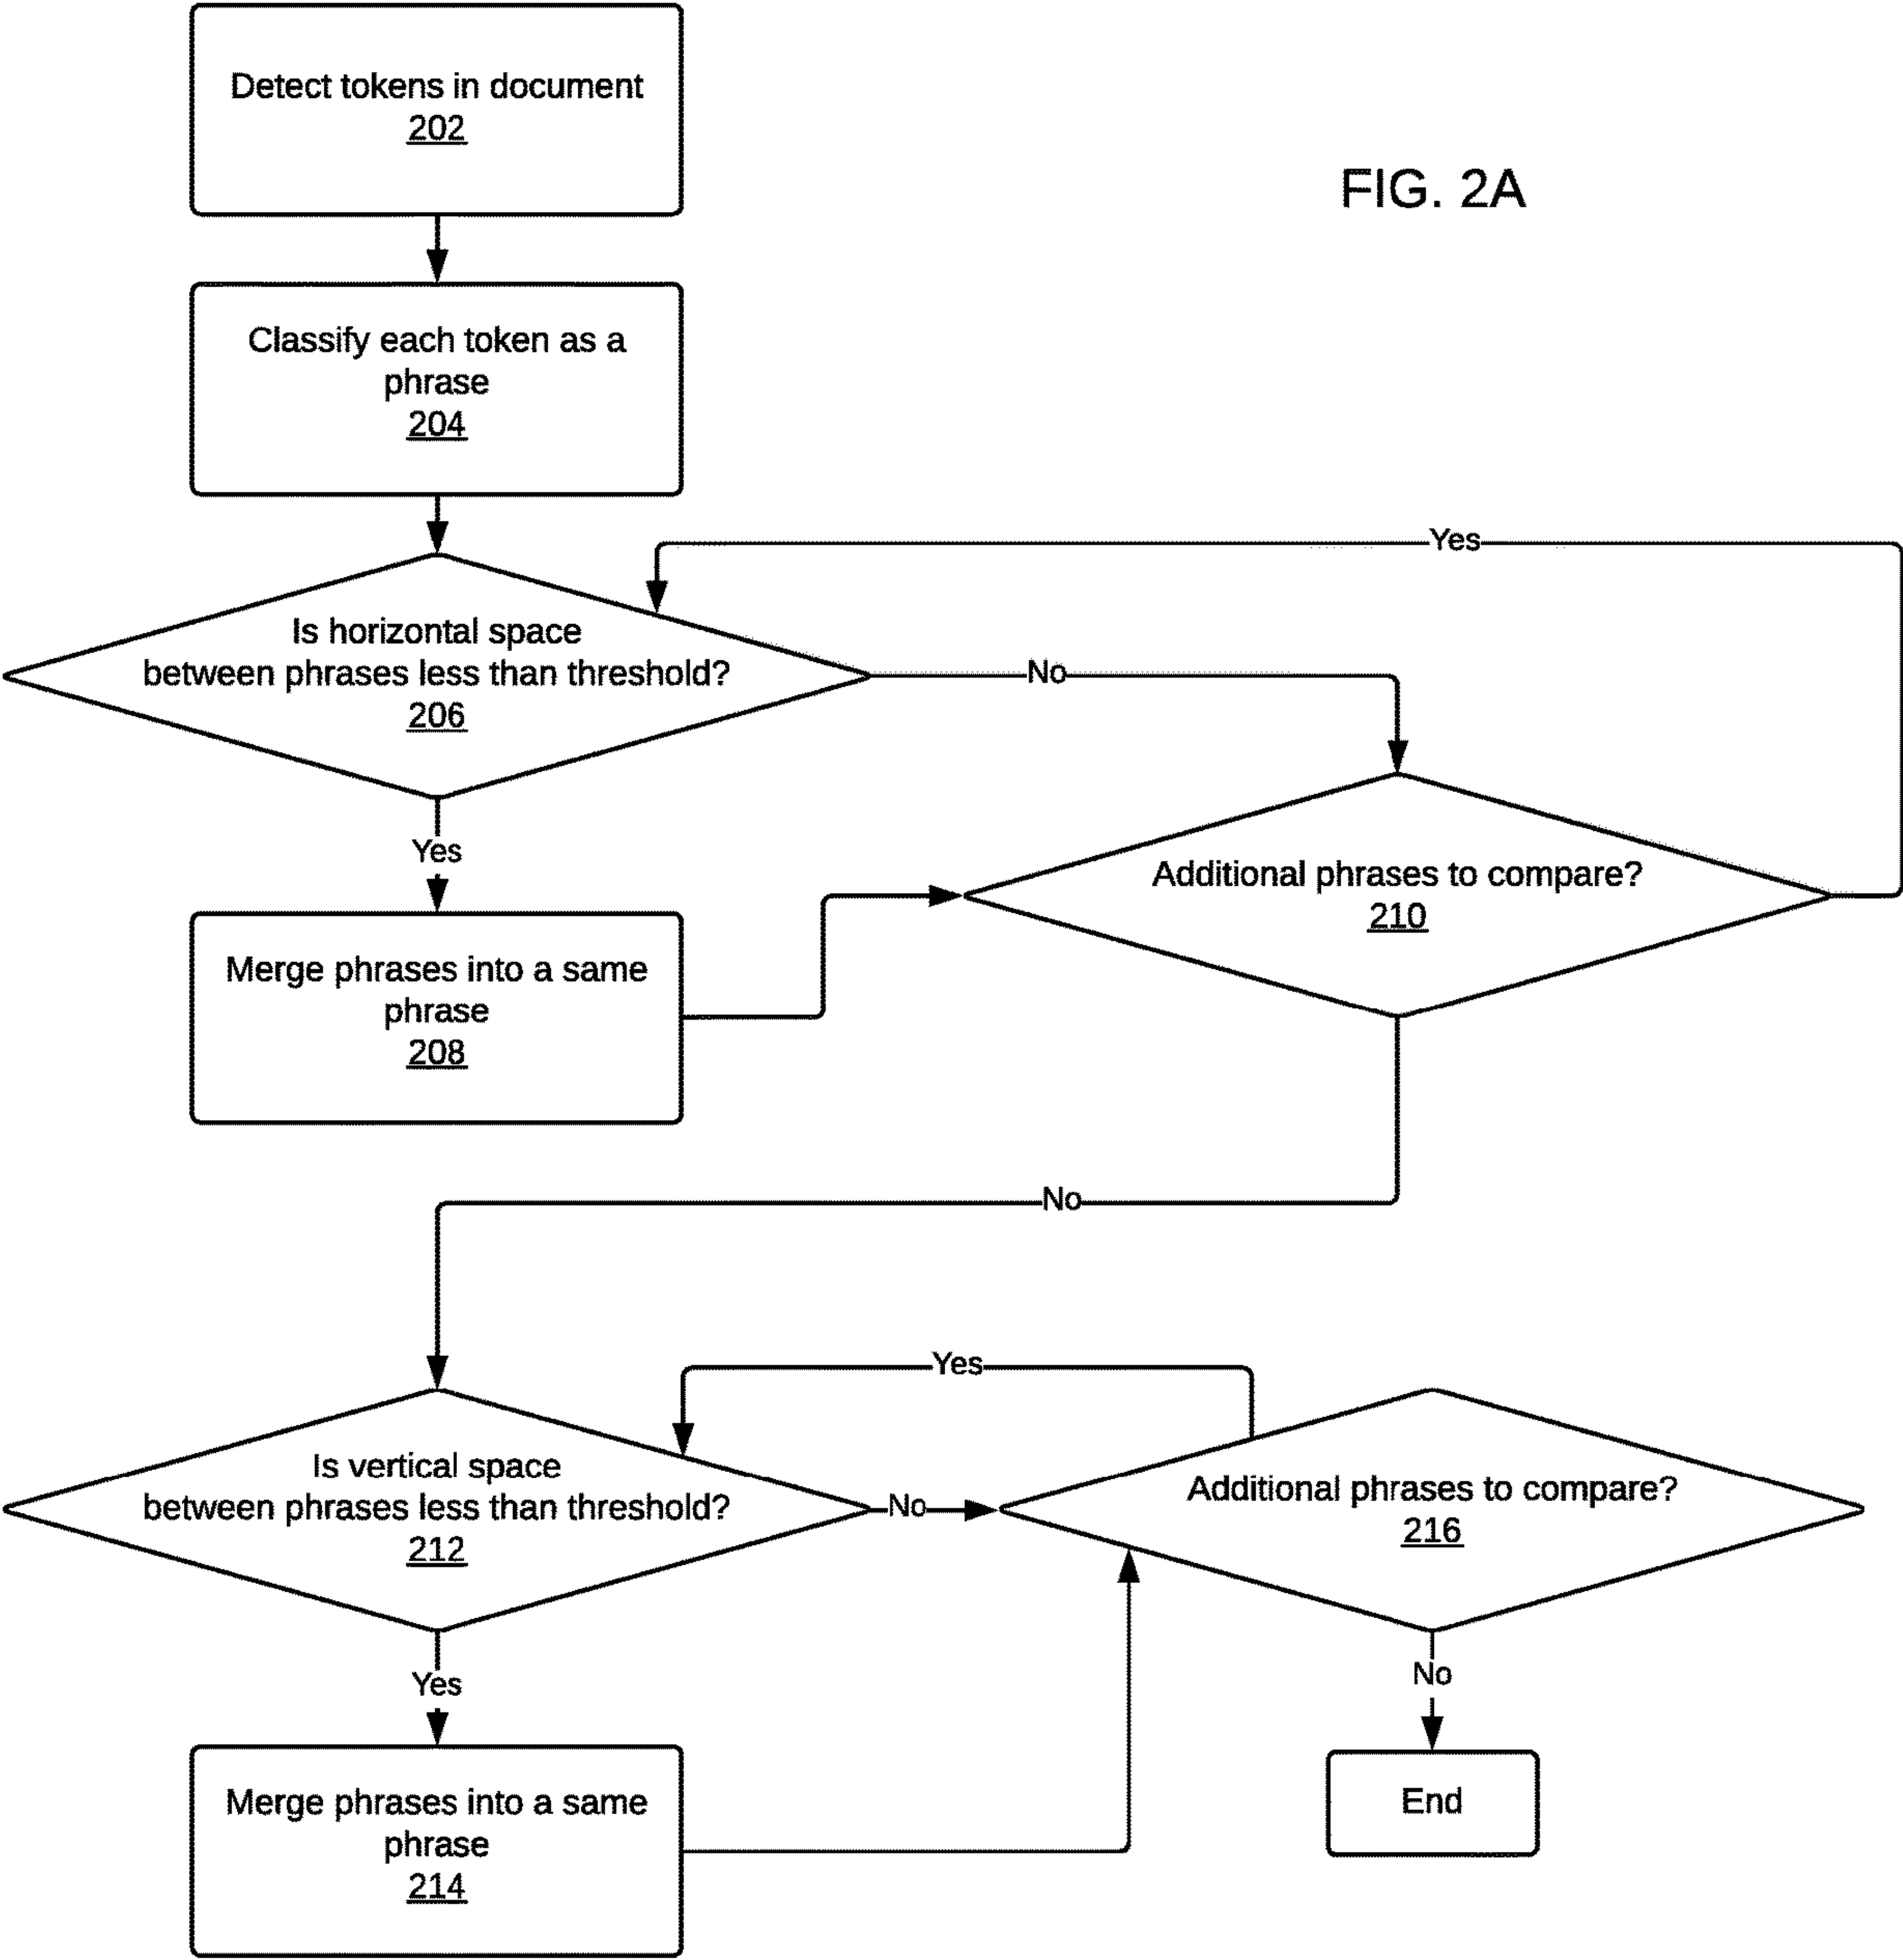 Detect tokens in document
202
FIG. 2A
Classify each token as a
phrase
204
Yes
Is horizontal space
between phrases less than threshold?
206
No
Yes
Additional phrases to compare?
210
Merge phrases into a same
phrase
208
No
Yes
Is vertical space
between phrases less than threshold?
212
No
Additional phrases to compare?
216
Yes
No
Merge phrases into a same
phrase
214
End